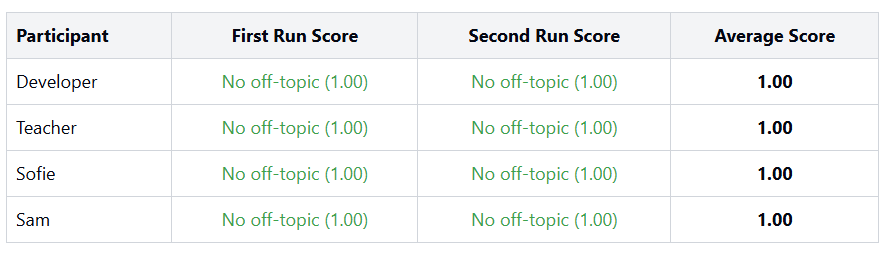 Participant First Run Score Second Run Score Average Score
Developer No off-topic (1.00) No off-topic (1.00) 1.00
Teacher No off-topic (1.00) No off-topic (1.00) 1.00
Sofie No off-topic (1.00) No off-topic (1.00) 1.00
Sam No off-topic (1.00) No off-topic (1.00) 1.00